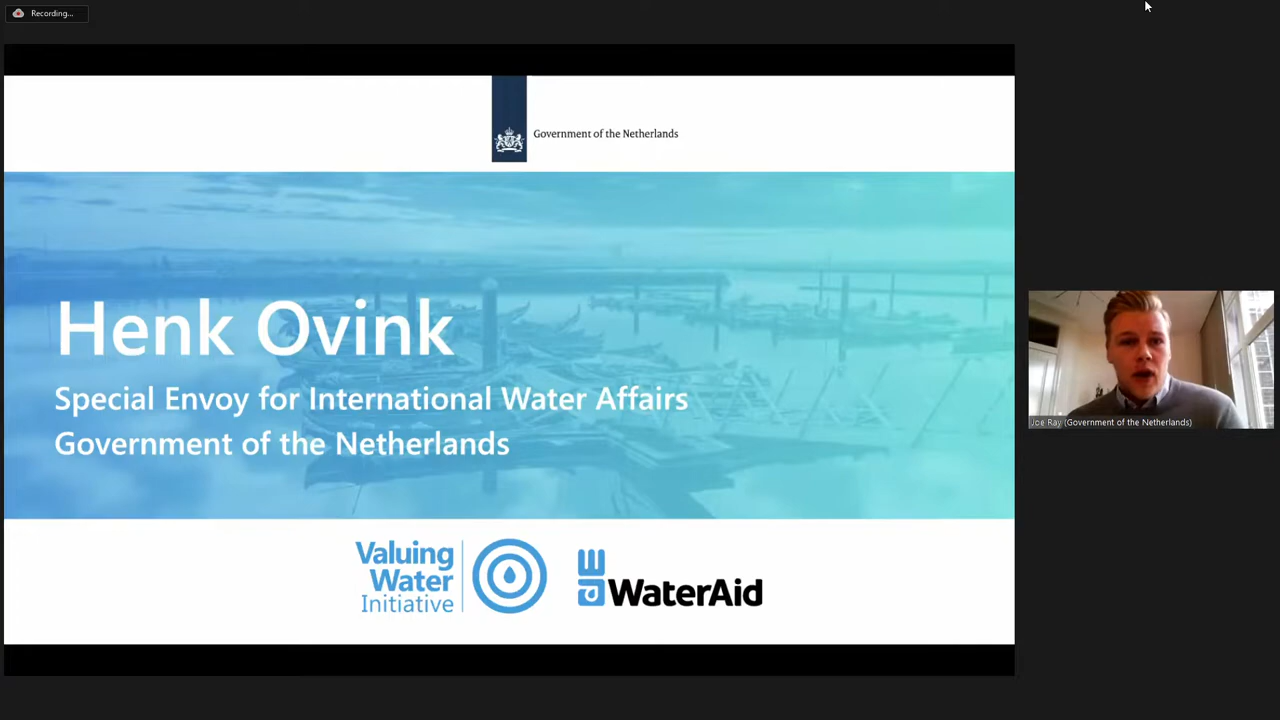 Recording...
Government of the Netherlands
Henk Ovink
Special Envoy for International Water Affairs
Government of the Netherlands
Joe Ray (Government of the Netherlands)
Valuing
Water
Initiative
WaterAid